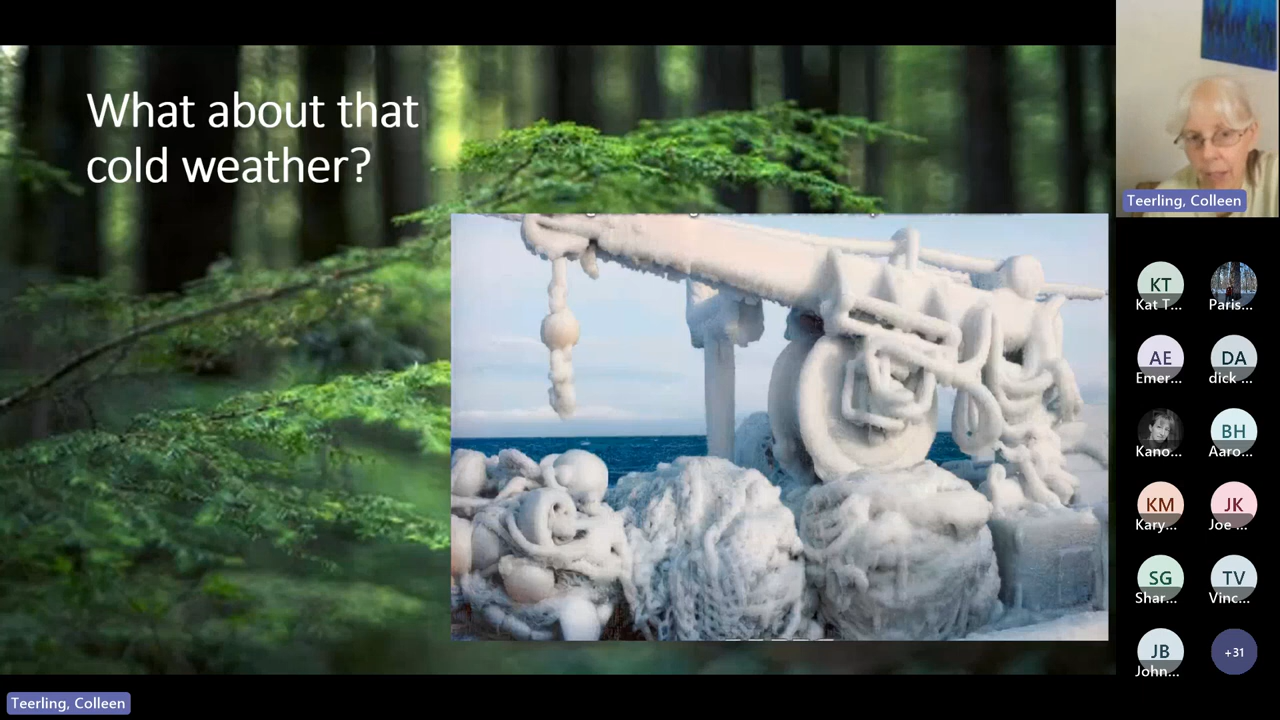 What about that
cold weather?
Teerling, Colleen
KT
Kat T...
Paris...
AE
Emer...
DA
dick ...
Kano...
BH
Aaro...
KM
Kary...
JK
Joe ...
SG
Shar...
TV
Vinc...
JB
John...
+31
Teerling, Colleen